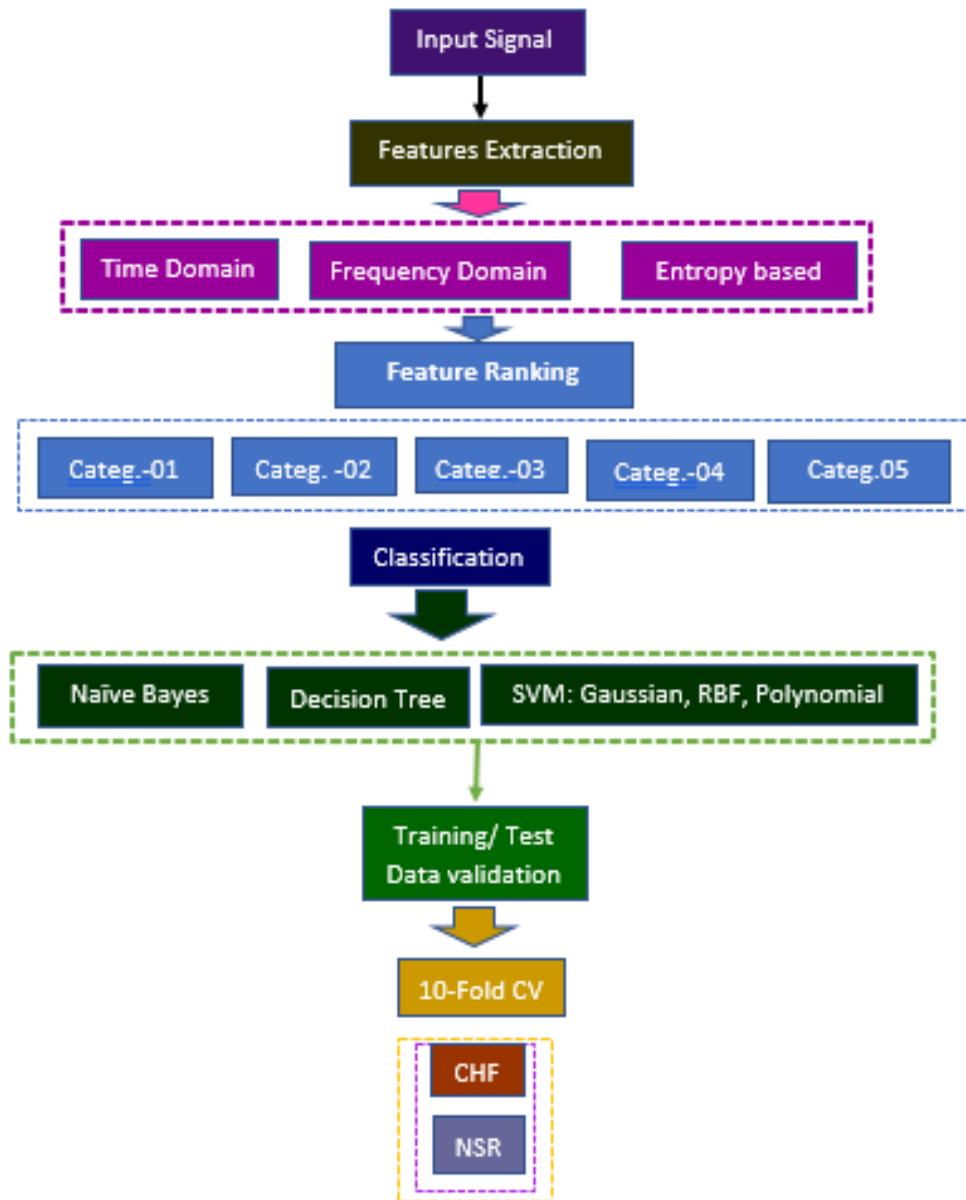 Input Signal
Features Extraction
Time Domain
Frequency Domain
Entropy based
Feature Ranking
Categ.-01
Categ. -02
Categ.-03
Categ.-04
Categ.05
Classification
Naïve Bayes
Decision Tree
SVM: Gaussian, RBF, Polynomial
Training/ Test
Data validation
10-Fold CV
CHF
NSR